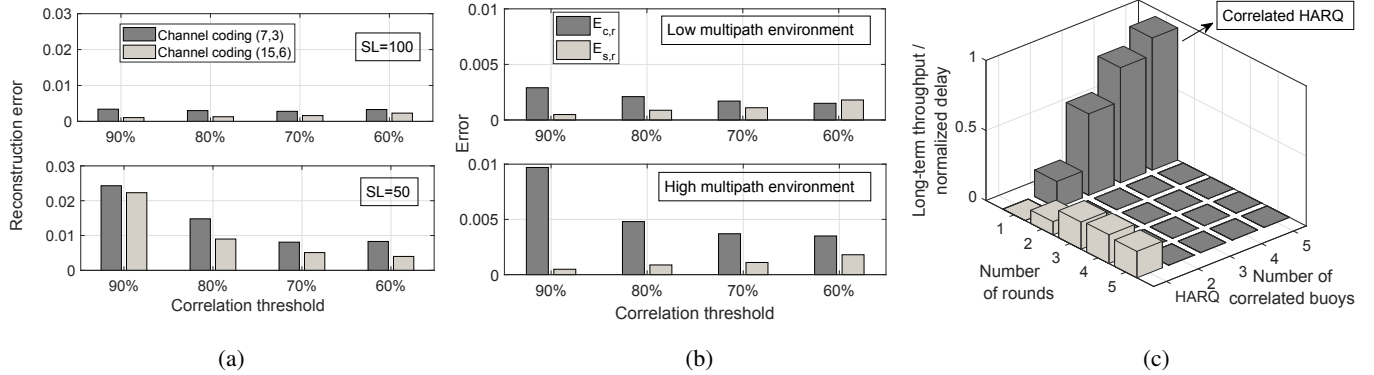 Reconstruction error
0.03
0.02
0.01
0
Channel coding (7,3)
Channel coding (15,6)
SL=100
90%
80%
70%
60%
0.03
0.02
0.01
0
SL=50
90%
80%
70%
60%
Correlation threshold
(a)
Error
0.01
0.005
0
Ec,r
Es,r
Low multipath environment
90%
80%
70%
60%
0.01
0.005
0
High multipath environment
90%
80%
70%
60%
Correlation threshold
(b)
Long-term throughput /
normalized delay
1
0.5
0
Correlated HARQ
1
2
3
4
5
Number
of rounds
HARQ
2
3
4
5
Number of
correlated buoys
(c)